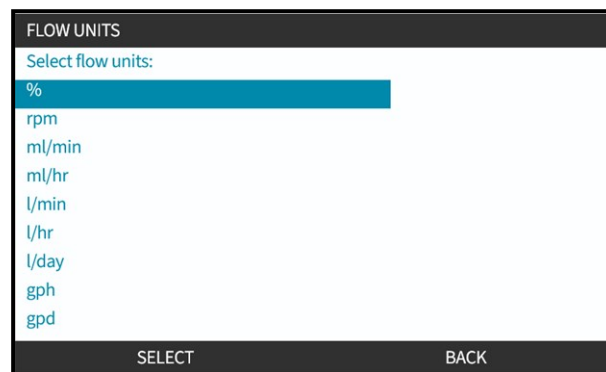 FLOW UNITS
Select flow units:
%
rpm
ml/min
ml/hr
l/min
l/hr
l/day
gph
gpd
SELECT BACK